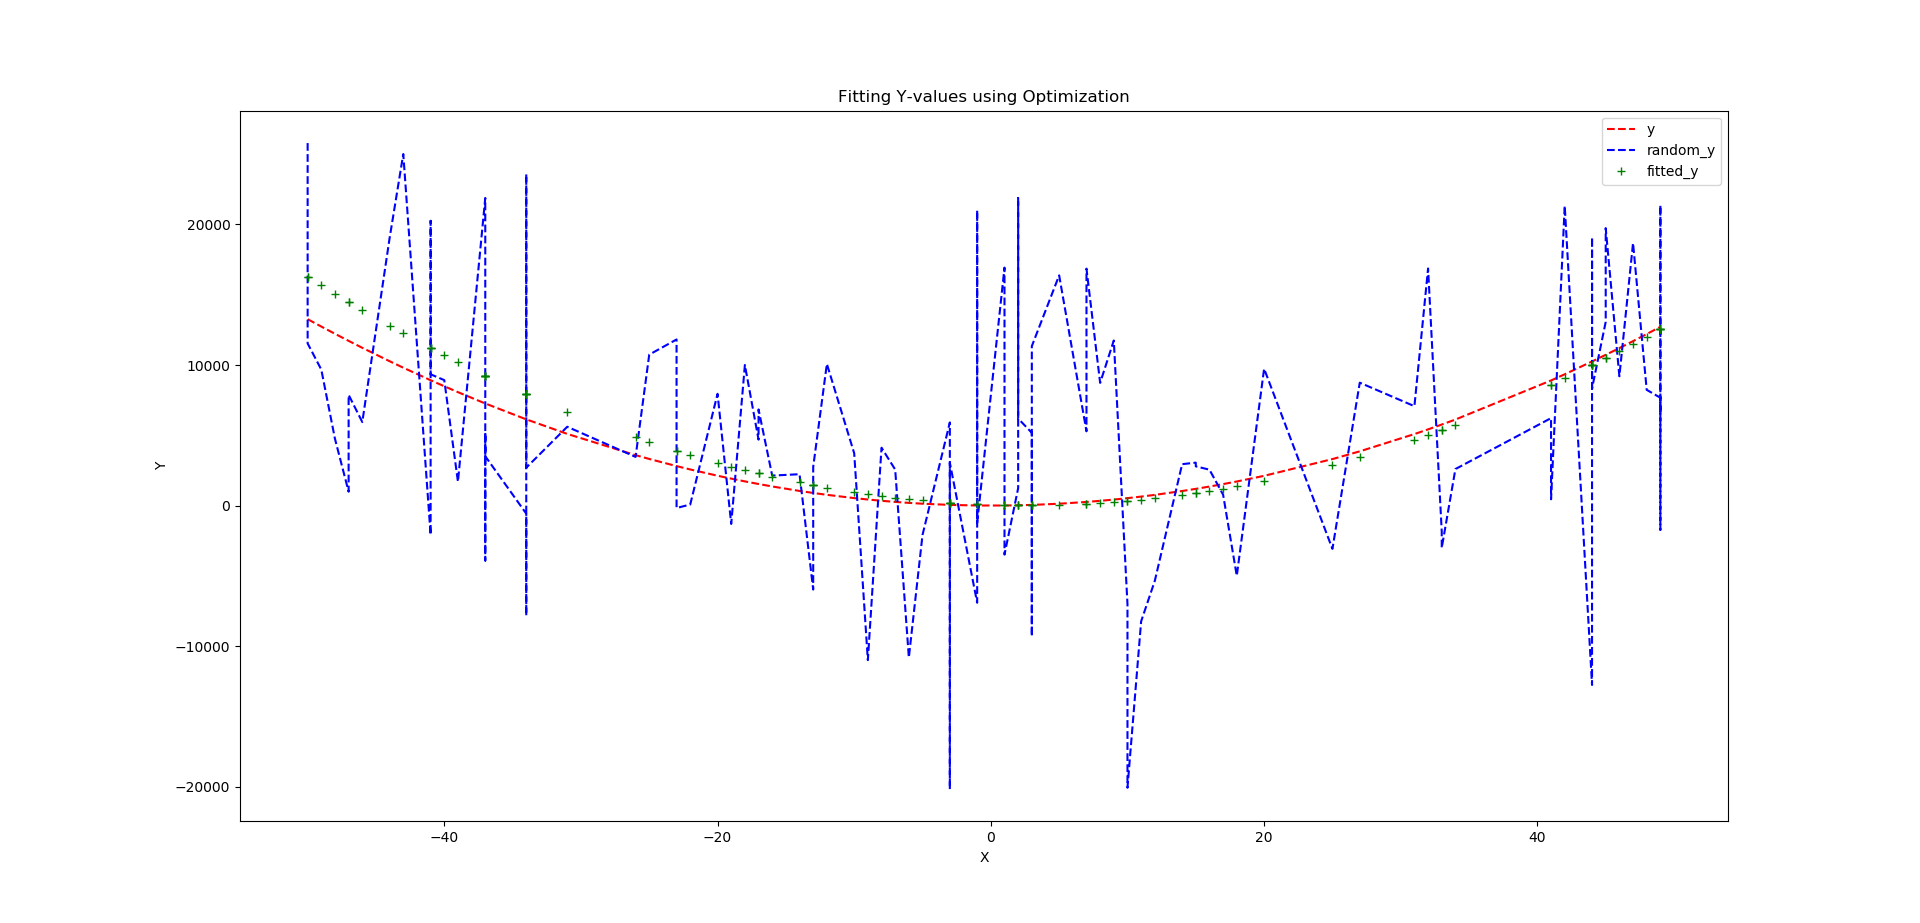 Fitting Y-values using Optimization
y
random_y
fitted_y
20000
10000
0
−10000
−20000
Y
−40
−20
0
20
40
X